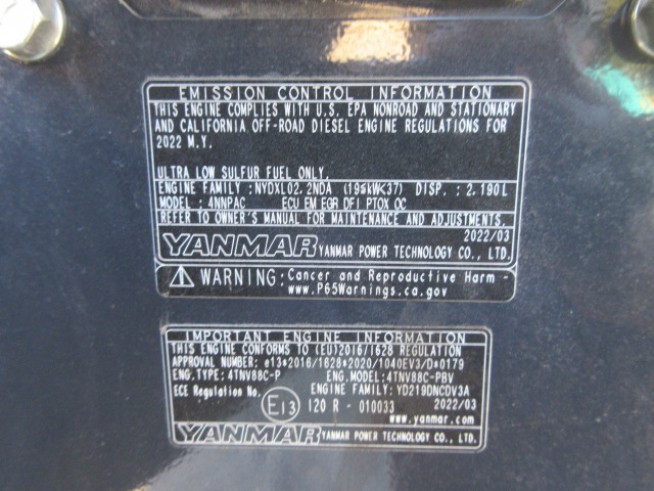 EMISSION CONTROL INFORMATION
THIS ENGINE COMPLIES WITH U.S. EPA NONROAD AND STATIONARY
AND CALIFORNIA OFF-ROAD DIESEL ENGINE REGULATIONS FOR
2022 M.Y.
ULTRA LOW SULFUR FUEL ONLY.
ENGINE FAMILY : NYDXL02.2NDA (19≤kW<37) DISP. : 2.190L
MODEL : 4NNPAC ECU EM EGR DFI PTOX OC
REFER TO OWNER'S MANUAL FOR MAINTENANCE AND ADJUSTMENTS.
2022/03
YANMAR YANMAR POWER TECHNOLOGY CO., LTD.
WARNING: Cancer and Reproductive Harm -
www.P65Warnings.ca.gov
IMPORTANT ENGINE INFORMATION
THIS ENGINE CONFORMS TO (EU)2016/1628 REGULATION
APPROVAL NUMBER: e13*2016/1628*2020/1040EV3/D*0179
ENG.TYPE: 4TNV88C-P ENG.MODEL: 4TNV88C-PBV
ECE Regulation No. ENGINE FAMILY: YD219DNCDV3A
E13 120 R - 010033 2022/03
www.yanmar.com
YANMAR YANMAR POWER TECHNOLOGY CO., LTD.